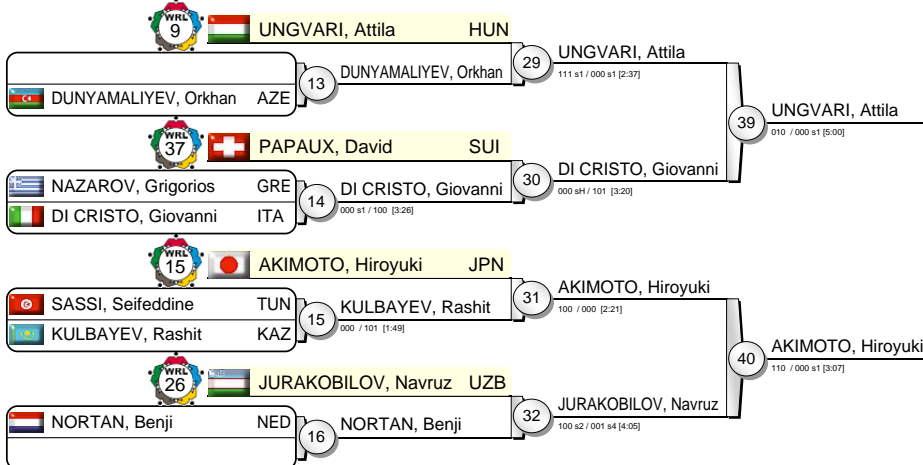 WRL 9 UNGVARI, Attila HUN
29 UNGVARI, Attila
111 s1 / 000 s1 [2:37]
13 DUNYAMALIYEV, Orkhan
DUNYAMALIYEV, Orkhan AZE
39 UNGVARI, Attila
010 / 000 s1 [5:00]
WRL 37 PAPAUX, David SUI
30 DI CRISTO, Giovanni
000 sH / 101 [3:20]
NAZAROV, Grigorios GRE
14 DI CRISTO, Giovanni
000 s1 / 100 [3:26]
DI CRISTO, Giovanni ITA
WRL 15 AKIMOTO, Hiroyuki JPN
31 AKIMOTO, Hiroyuki
100 / 000 [2:21]
SASSI, Seifeddine TUN
15 KULBAYEV, Rashit
000 / 101 [1:49]
KULBAYEV, Rashit KAZ
40 AKIMOTO, Hiroyuki
110 / 000 s1 [3:07]
WRL 26 JURAKOBILOV, Navruz UZB
32 JURAKOBILOV, Navruz
100 s2 / 001 s4 [4:05]
NORTAN, Benji NED
16 NORTAN, Benji